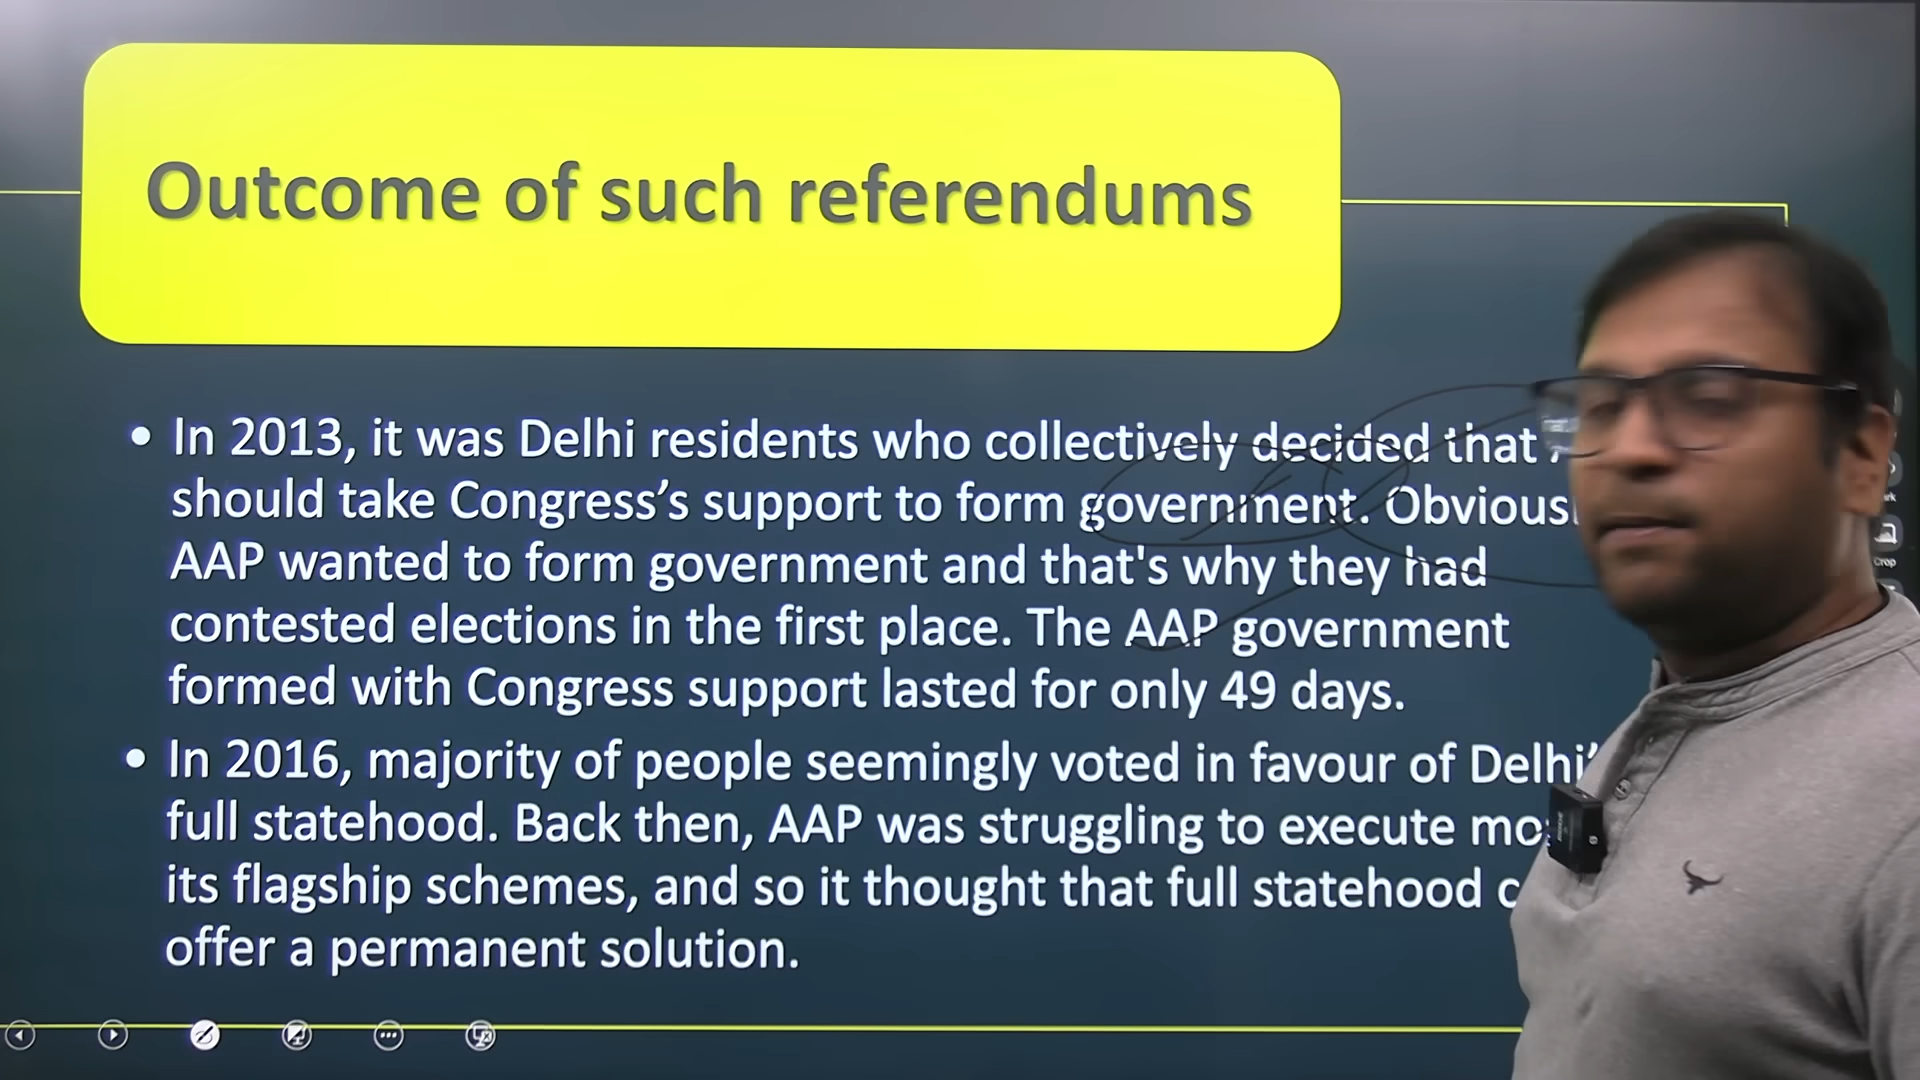 Outcome of such referendums
• In 2013, it was Delhi residents who collectively decided that
should take Congress's support to form government.
AAP wanted to form government and that's why they had
contested elections in the first place. The AAP government
formed with Congress support lasted for only 49 days.
• In 2016, majority of people seemingly voted in favour of Delhi'
full statehood. Back then, AAP was struggling to execute
its flagship schemes, and so it thought that full statehood
offer a permanent solution.
Crop